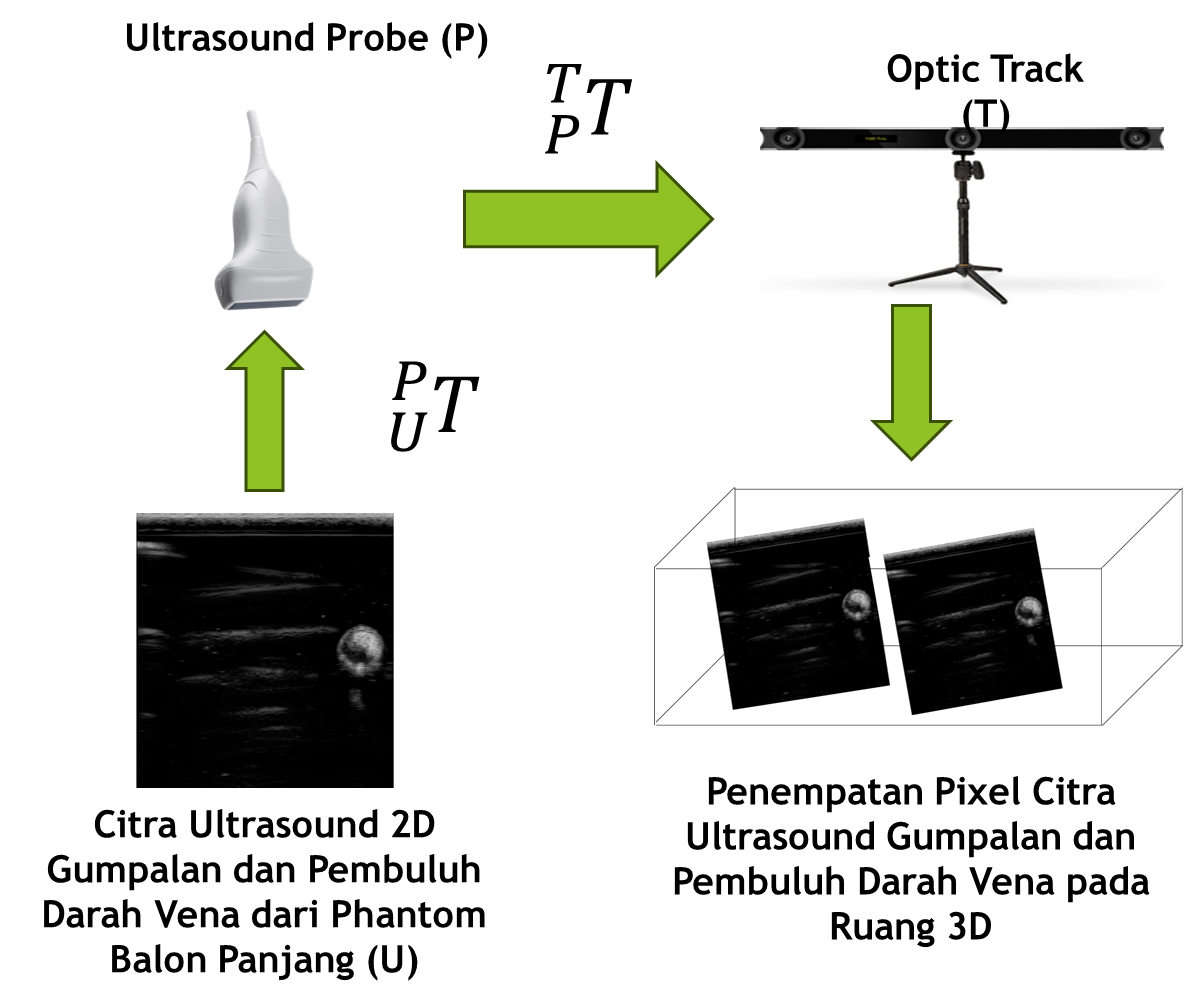 Ultrasound Probe (P)
T
P T
Optic Track
(T)
P
U T
Citra Ultrasound 2D
Gumpalan dan Pembuluh
Darah Vena dari Phantom
Balon Panjang (U)
Penempatan Pixel Citra
Ultrasound Gumpalan dan
Pembuluh Darah Vena pada
Ruang 3D